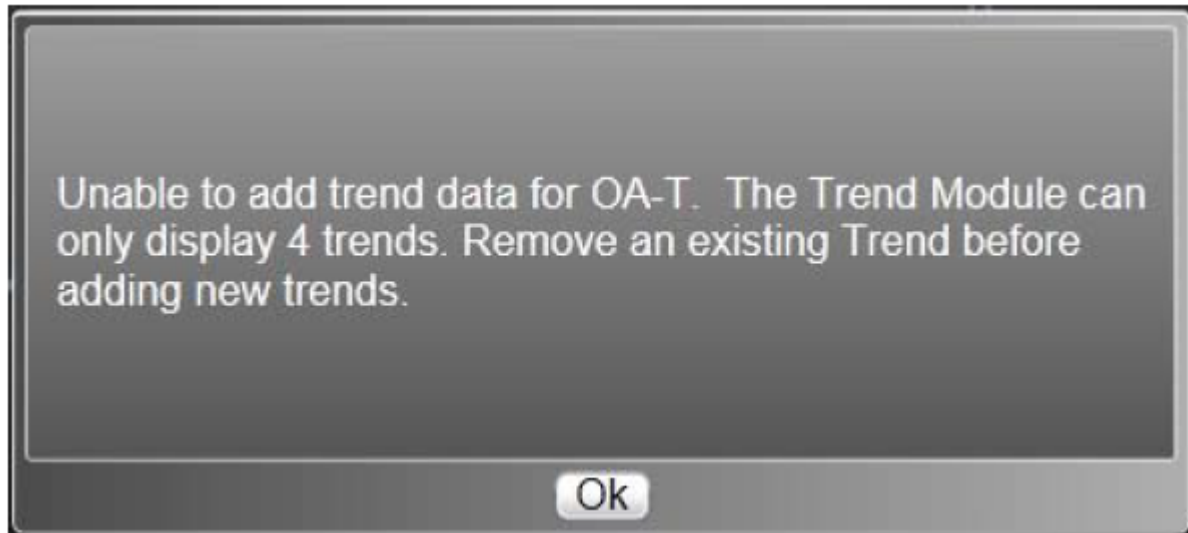 Unable to add trend data for OA-T.  The Trend Module can
only display 4 trends. Remove an existing Trend before
adding new trends.
Ok